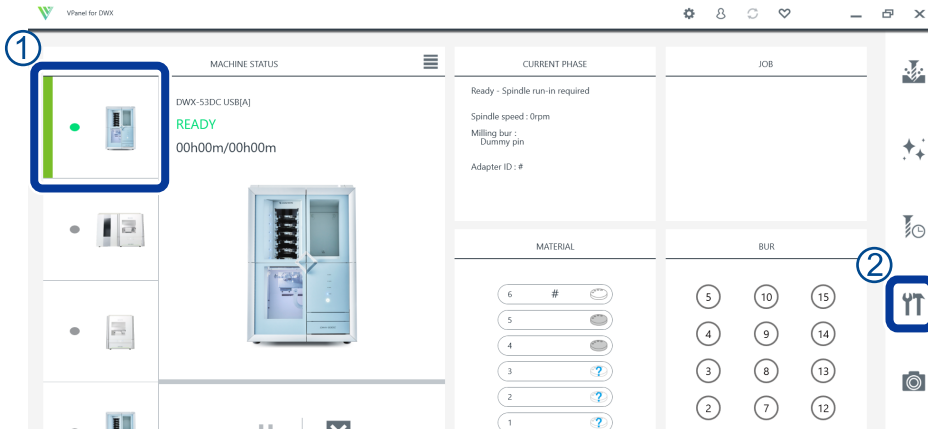 VPanel for DWX
1
MACHINE STATUS
DWX-53DC USB[A]
READY
00h00m/00h00m
CURRENT PHASE
Ready - Spindle run-in required
Spindle speed : 0rpm
Milling bur :
Dummy pin
Adapter ID : #
JOB
MATERIAL
6 #
5
4
3 ?
2 ?
1 ?
BUR
5 10 15
4 9 14
3 8 13
2 7 12
2